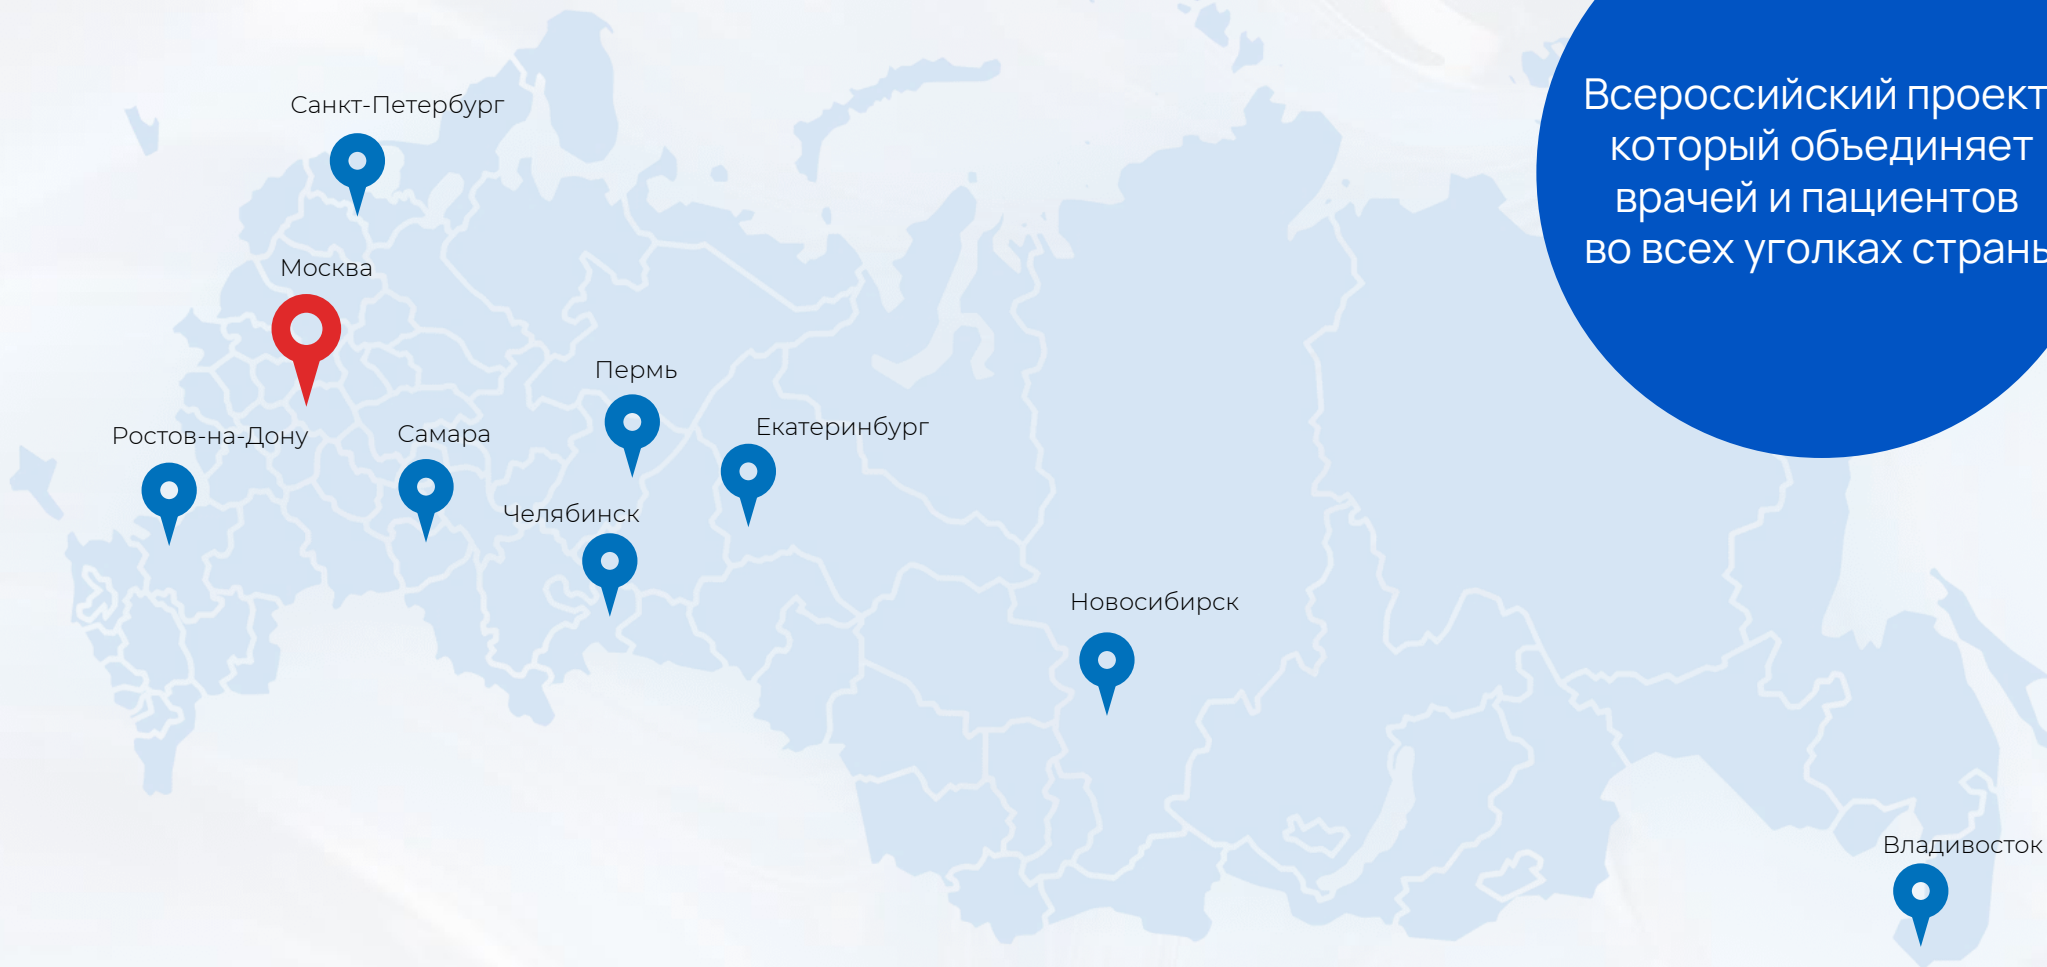 Всероссийский проект
который объединяет
врачей и пациентов
во всех уголках страны
Санкт-Петербург
Москва
Пермь
Екатеринбург
Ростов-на-Дону
Самара
Челябинск
Новосибирск
Владивосток